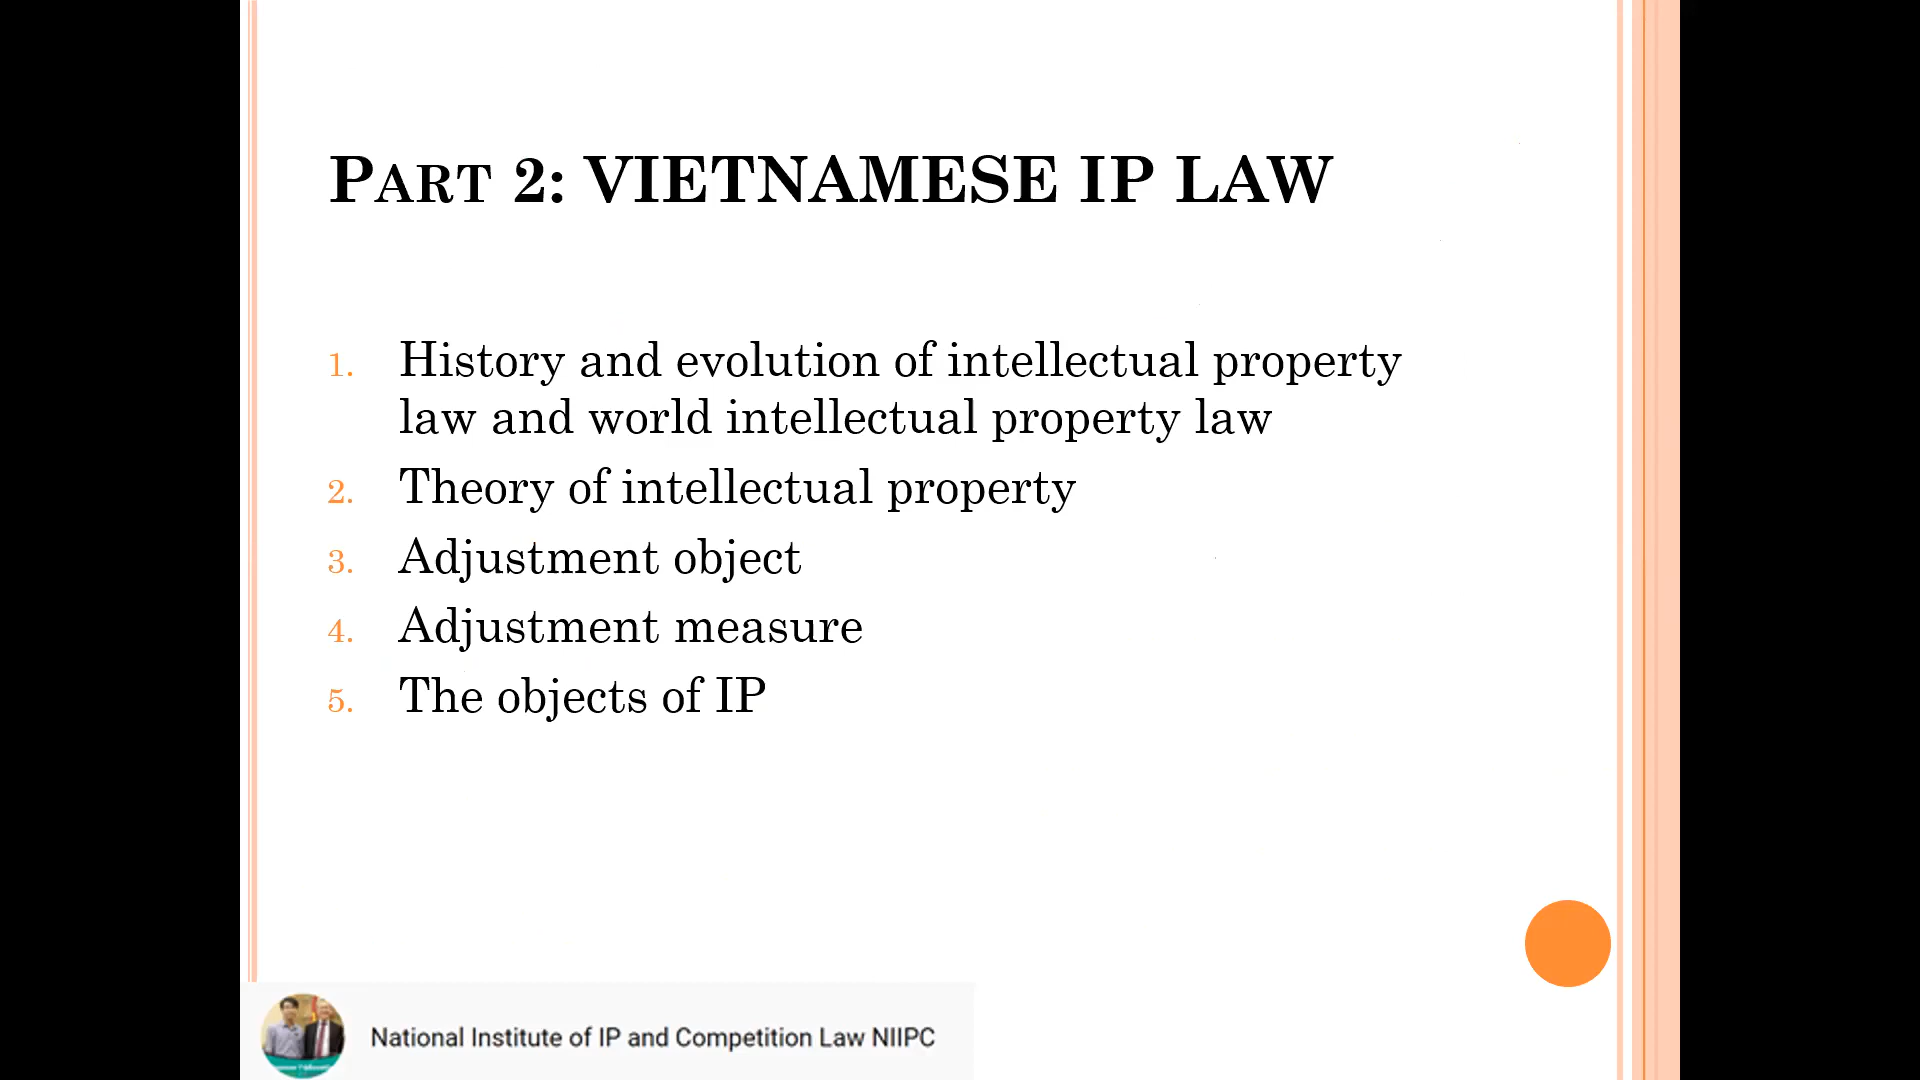 PART 2: VIETNAMESE IP LAW
1. History and evolution of intellectual property
law and world intellectual property law
2. Theory of intellectual property
3. Adjustment object
4. Adjustment measure
5. The objects of IP
National Institute of IP and Competition Law NIIPC